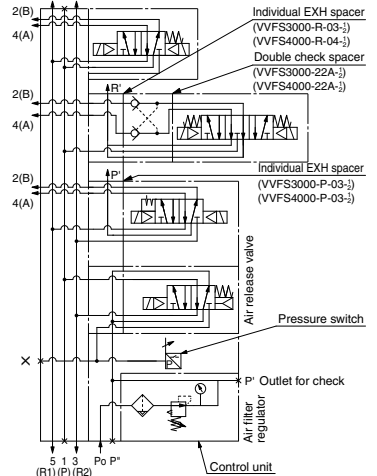 2(B)
4(A)
Individual EXH spacer
(VVFS3000-R-03-½)
(VVFS4000-R-04-½)
Double check spacer
(VVFS3000-22A-½)
(VVFS4000-22A-½)
R'
2(B)
4(A)
Individual EXH spacer
(VVFS3000-P-03-½)
(VVFS4000-P-03-½)
P'
2(B)
4(A)
Air release valve
Pressure switch
X
P
P' Outlet for check
Air filter regulator
5 1 3 Po P"
(R1) (P) (R2)
Control unit